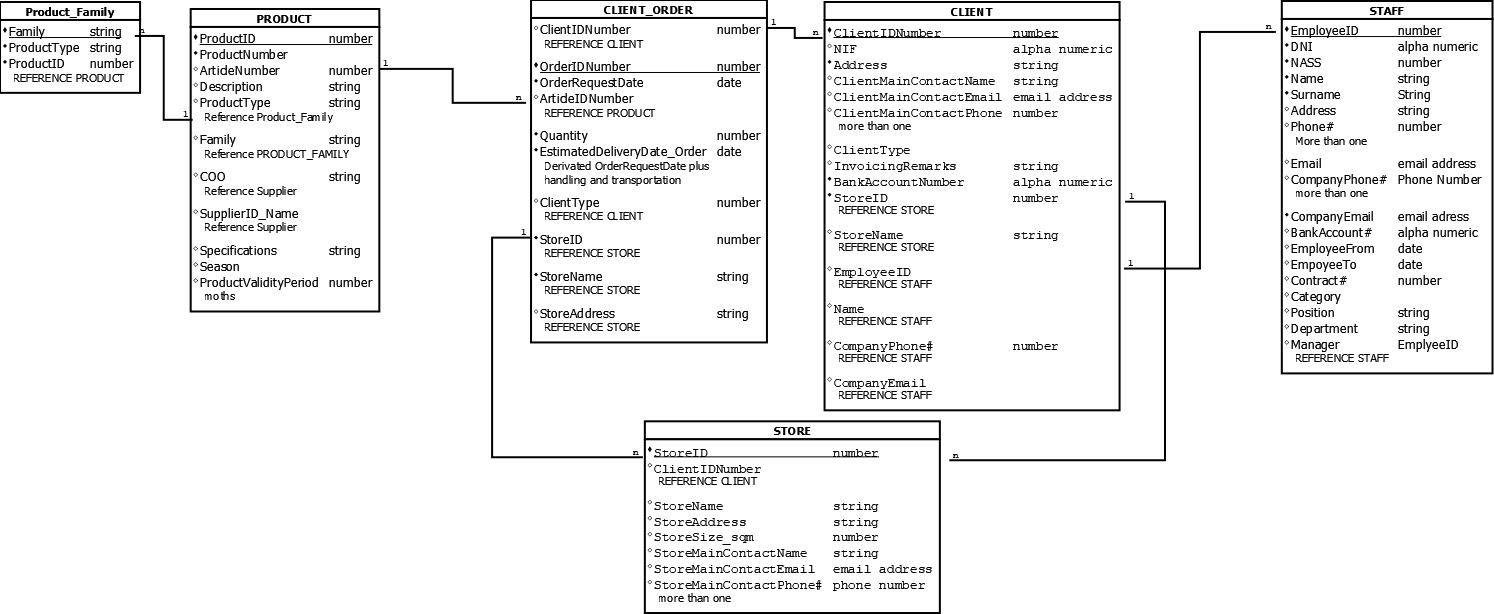 Product_Family
Family string
ProductType string
ProductID number
REFERENCE PRODUCT
n
1
PRODUCT
ProductID number
ProductNumber
ArticleNumber number
Description string
ProductType string
Reference Product_Family
Family string
Reference PRODUCT_FAMILY
COO string
Reference Supplier
SupplierID_Name
Reference Supplier
Specifications string
Season
ProductValidityPeriod number
moths
1
n
CLIENT_ORDER
ClientIDNumber number
REFERENCE CLIENT
OrderIDNumber number
OrderRequestDate date
ArticleIDNumber
REFERENCE PRODUCT
Quantity number
EstimatedDeliveryDate_Order date
Derivated OrderRequestDate plus
handling and transportation
ClientType number
REFERENCE CLIENT
StoreID number
REFERENCE STORE
StoreName string
REFERENCE STORE
StoreAddress string
REFERENCE STORE
1
n
1
n
CLIENT
ClientIDNumber number
NIF alpha numeric
Address string
ClientMainContactName string
ClientMainContactEmail email address
ClientMainContactPhone number
more than one
ClientType
InvoicingRemarks string
BankAccountNumber alpha numeric
StoreID number
REFERENCE STORE
StoreName string
REFERENCE STORE
EmployeeID
REFERENCE STAFF
Name
REFERENCE STAFF
CompanyPhone# number
REFERENCE STAFF
CompanyEmail
REFERENCE STAFF
1
1
n
n
STAFF
EmployeeID number
DNI alpha numeric
NASS number
Name string
Surname String
Address string
Phone# number
More than one
Email email address
CompanyPhone# Phone Number
more than one
CompanyEmail email adress
BankAccount# alpha numeric
EmployeeFrom date
EmpoyeeTo date
Contract# number
Category
Position string
Department string
Manager EmplyeeID
REFERENCE STAFF
STORE
StoreID number
ClientIDNumber
REFERENCE CLIENT
StoreName string
StoreAddress string
StoreSize_sqm number
StoreMainContactName string
StoreMainContactEmail email address
StoreMainContactPhone# phone number
more than one